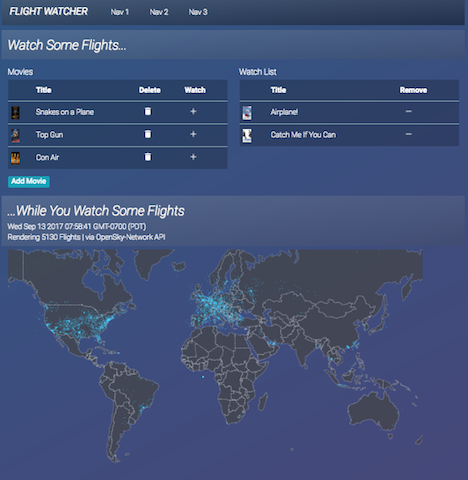 FLIGHT WATCHER Nav 1 Nav 2 Nav 3
Watch Some Flights...
Movies
Title Delete Watch
Snakes on a Plane
Top Gun
Con Air
Add Movie
Watch List
Title Remove
Airplane!
Catch Me If You Can
...While You Watch Some Flights
Wed Sep 13 2017 07:58:41 GMT-0700 (PDT)
Rendering 5130 Flights | via OpenSky-Network API